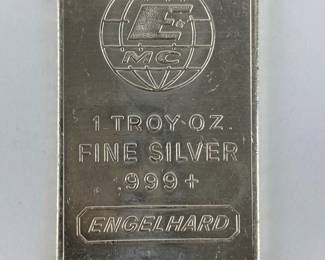 E
MC
1 TROY OZ.
FINE SILVER
.999+
ENGELHARD